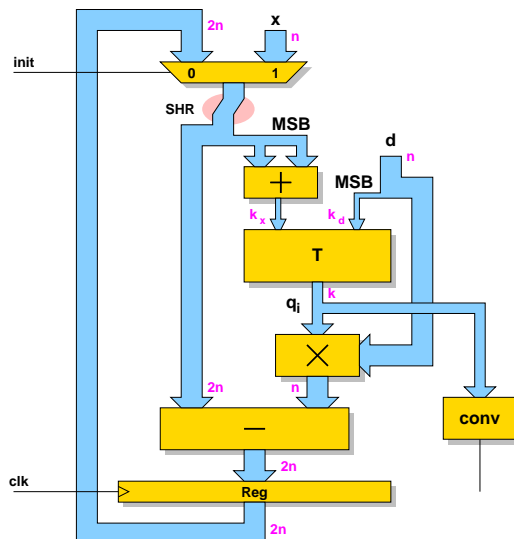 x
2n
n
init
0
1
SHR
MSB
d
n
MSB
+
k x
k d
T
k
q i
×
n
2n
conv
—
2n
clk
Reg
2n